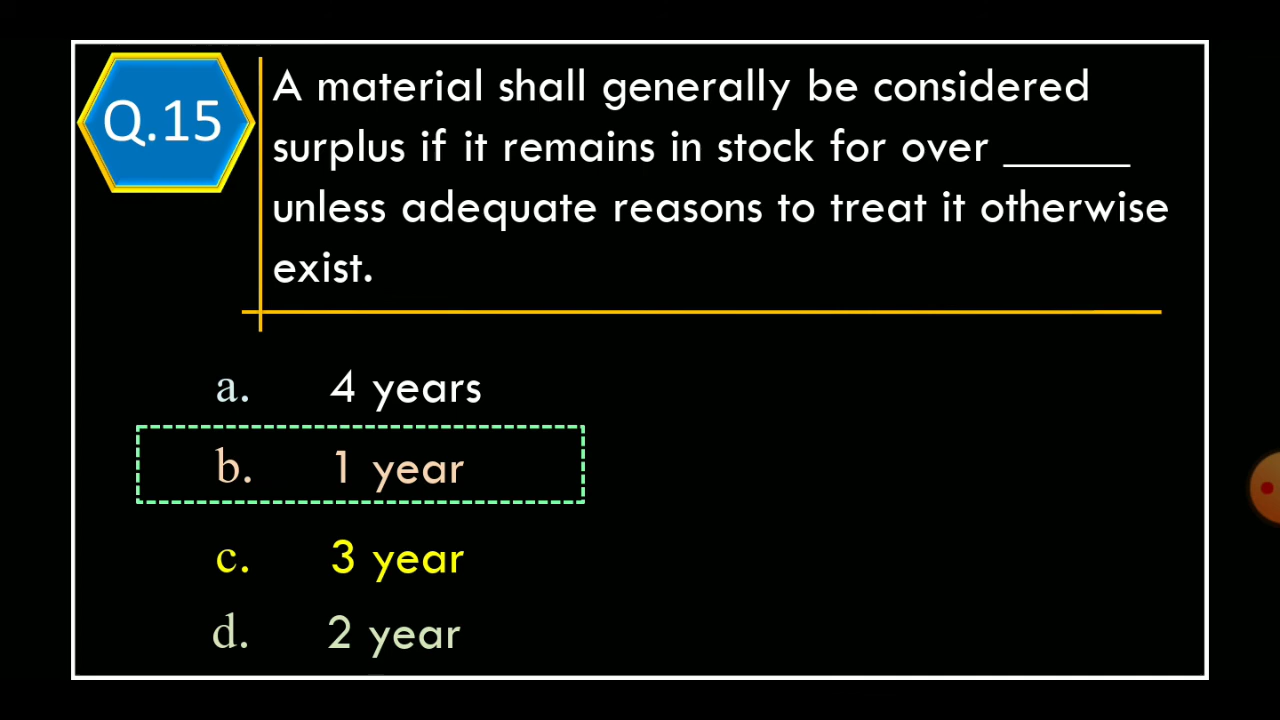 Q.15
A material shall generally be considered
surplus if it remains in stock for over ______
unless adequate reasons to treat it otherwise
exist.
a. 4 years
b. 1 year
c. 3 year
d. 2 year